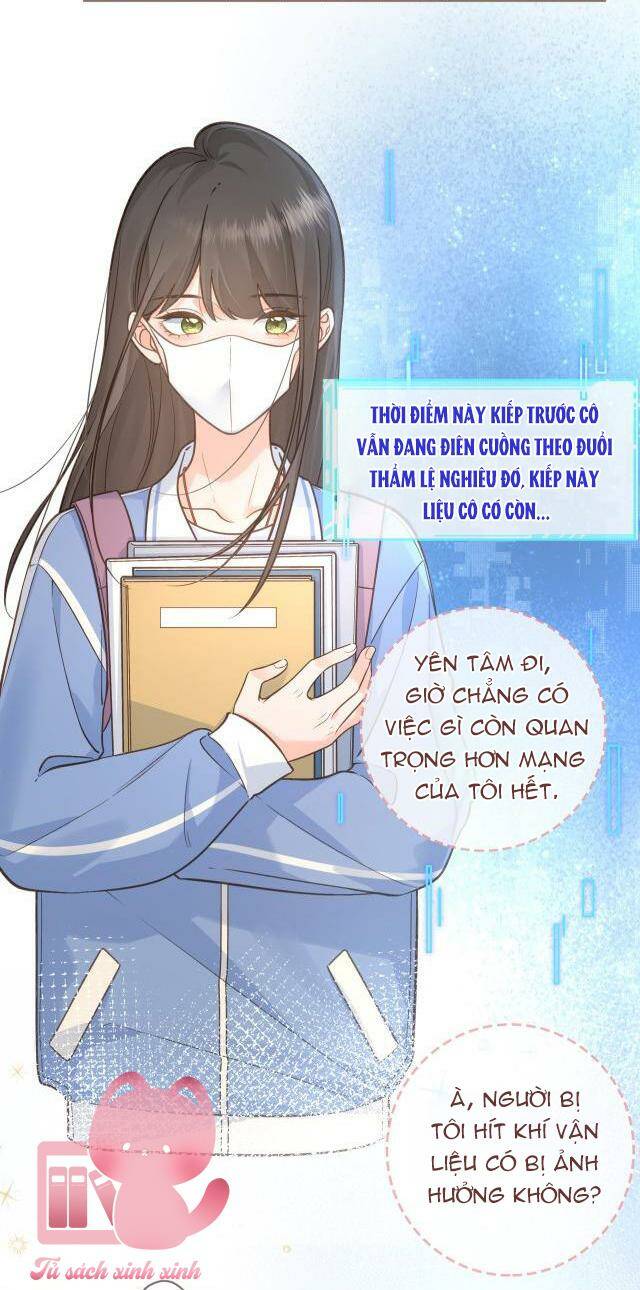 THỜI ĐIỂM NÀY KIẾP TRƯỚC CÔ
VẪN ĐANG ĐIÊN CUỒNG THEO ĐUỔI
THẨM LỆ NGHIÊU ĐÓ, KIẾP NÀY
LIỆU CÔ CÓ CÒN...
YÊN TÂM ĐI,
GIỜ CHẲNG CÓ
VIỆC GÌ CÒN QUAN
TRỌNG HƠN MẠNG
CỦA TÔI HẾT.
À, NGƯỜI BỊ
TÔI HÍT KHÍ VẬN
LIỆU CÓ BỊ ẢNH
HƯỞNG KHÔNG?
Tủ sách xinh xinh